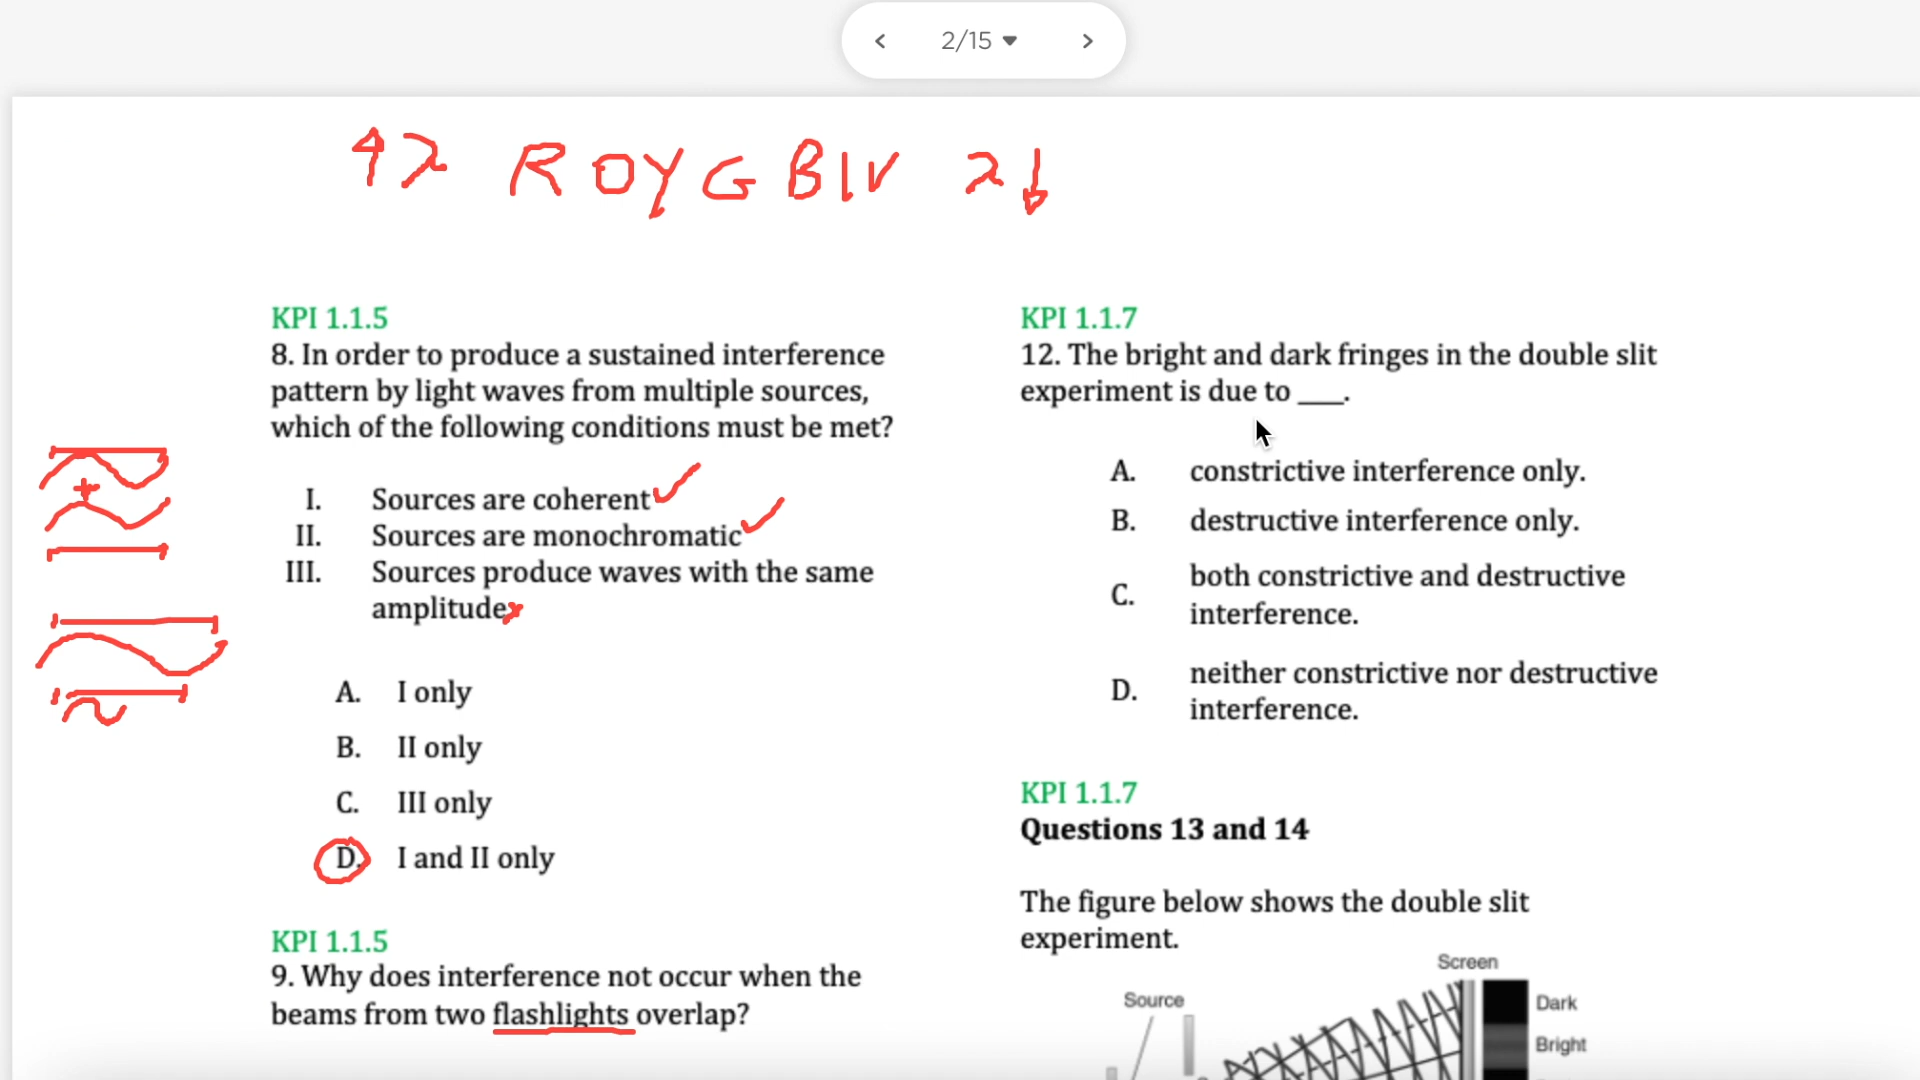 2/15
↑λ ROYGBIV λ↓
KPI 1.1.5
8. In order to produce a sustained interference
pattern by light waves from multiple sources,
which of the following conditions must be met?
I. Sources are coherent
II. Sources are monochromatic
III. Sources produce waves with the same
amplitude
A. I only
B. II only
C. III only
D. I and II only
KPI 1.1.5
9. Why does interference not occur when the
beams from two flashlights overlap?
KPI 1.1.7
12. The bright and dark fringes in the double slit
experiment is due to ___.
A. constrictive interference only.
B. destructive interference only.
C. both constrictive and destructive
interference.
D. neither constrictive nor destructive
interference.
KPI 1.1.7
Questions 13 and 14
The figure below shows the double slit
experiment.
Screen
Source
Dark
Bright